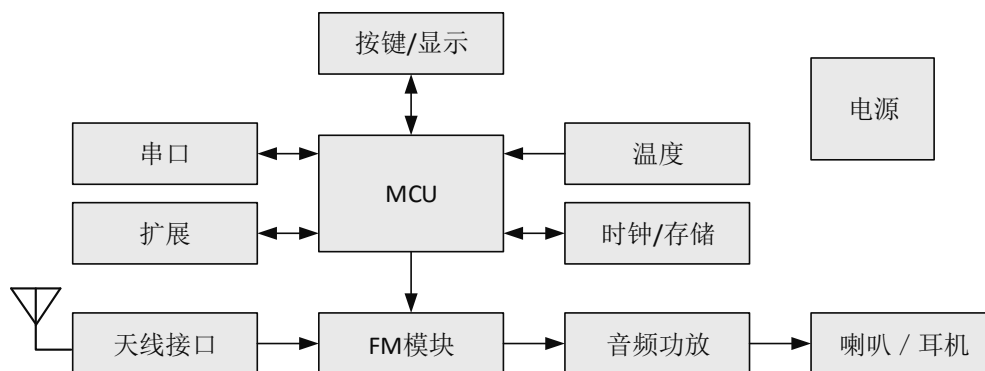 按键/显示
电源
串口
MCU
温度
扩展
时钟/存储
天线接口
FM模块
音频功放
喇叭 / 耳机